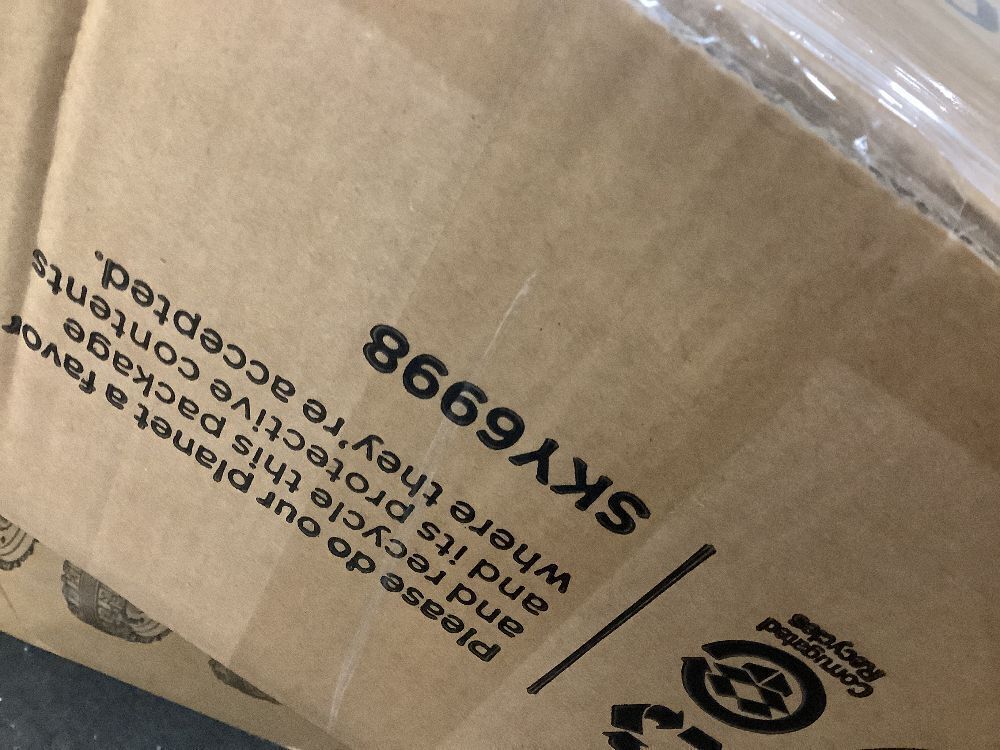 Please do our planet a favor
and recycle this package
and its protective contents
where they're accepted.
SKY6998
Corrugated
Recycles